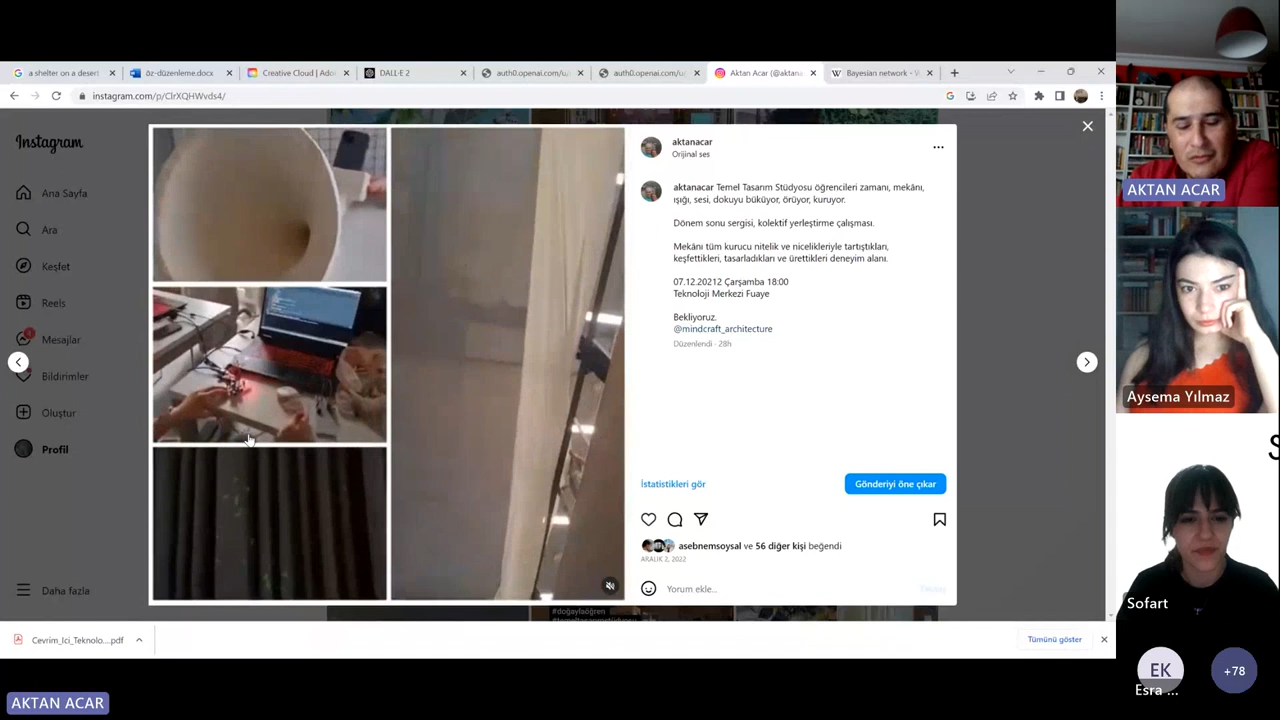 a shelter on a desert
öz-düzenleme.docx
Creative Cloud | Ado
DALL·E 2
auth0.openai.com/u/
auth0.openai.com/u/
Aktan Acar (@aktana
Bayesian network - W
instagram.com/p/ClrXQHWvds4/
Instagram
Ana Sayfa
Ara
Keşfet
Reels
Mesajlar
Bildirimler
Oluştur
Profil
Daha fazla
aktanacar
Orijinal ses
aktanacar Temel Tasarım Stüdyosu öğrencileri zamanı, mekânı,
ışığı, sesi, dokuyu büküyor, örüyor, kuruyor.
Dönem sonu sergisi, kolektif yerleştirme çalışması.
Mekânı tüm kurucu nitelik ve nicelikleriyle tartıştıkları,
keşfettikleri, tasarladıkları ve ürettikleri deneyim alanı.
07.12.20212 Çarşamba 18:00
Teknoloji Merkezi Fuaye
Bekliyoruz.
@mindcraft_architecture
Düzenlendi · 28h
İstatistikleri gör
Gönderiyi öne çıkar
asebnemsoysal ve 56 diğer kişi beğendi
ARALIK 2, 2022
Yorum ekle..
Paylaş
#doğaylaöğren
Cevrim_Ici_Teknolo....pdf
Tümünü göster
AKTAN ACAR
Aysema Yılmaz
S
Sofart
EK
Esra ...
+78
AKTAN ACAR